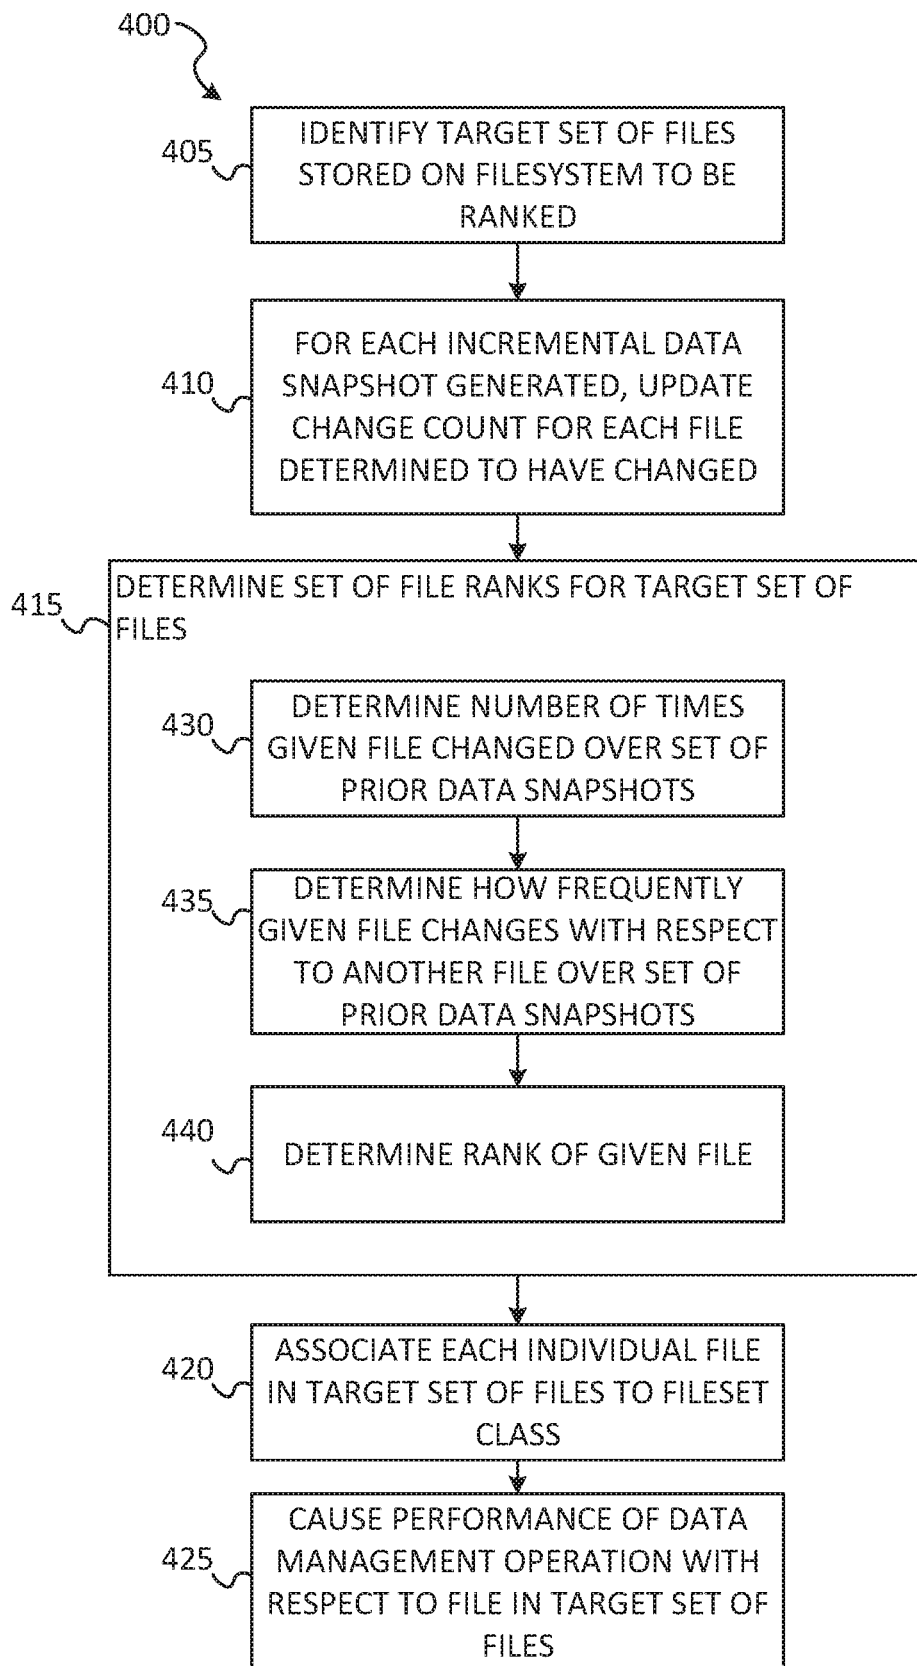 400
405
IDENTIFY TARGET SET OF FILES
STORED ON FILESYSTEM TO BE
RANKED
410
FOR EACH INCREMENTAL DATA
SNAPSHOT GENERATED, UPDATE
CHANGE COUNT FOR EACH FILE
DETERMINED TO HAVE CHANGED
415
DETERMINE SET OF FILE RANKS FOR TARGET SET OF
FILES
430
DETERMINE NUMBER OF TIMES
GIVEN FILE CHANGED OVER SET OF
PRIOR DATA SNAPSHOTS
435
DETERMINE HOW FREQUENTLY
GIVEN FILE CHANGES WITH RESPECT
TO ANOTHER FILE OVER SET OF
PRIOR DATA SNAPSHOTS
440
DETERMINE RANK OF GIVEN FILE
420
ASSOCIATE EACH INDIVIDUAL FILE
IN TARGET SET OF FILES TO FILESET
CLASS
425
CAUSE PERFORMANCE OF DATA
MANAGEMENT OPERATION WITH
RESPECT TO FILE IN TARGET SET OF
FILES